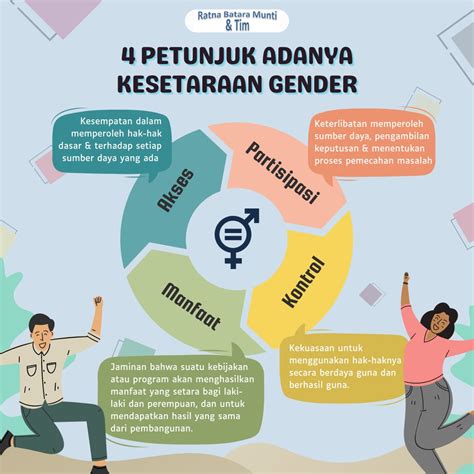 Ratna Batara Munti
& Tim
4 PETUNJUK ADANYA
KESETARAAN GENDER
Kesempatan dalam
memperoleh hak-hak
dasar & terhadap setiap
sumber daya yang ada
Keterlibatan memperoleh
sumber daya, pengambilan
keputusan & menentukan
proses pemecahan masalah
Akses
Partisipasi
Manfaat
Kontrol
Jaminan bahwa suatu kebijakan
atau program akan menghasilkan
manfaat yang setara bagi laki-
laki dan perempuan, dan untuk
mendapatkan hasil yang sama
dari pembangunan.
Kekuasaan untuk
menggunakan hak-haknya
secara berdaya guna dan
berhasil guna.